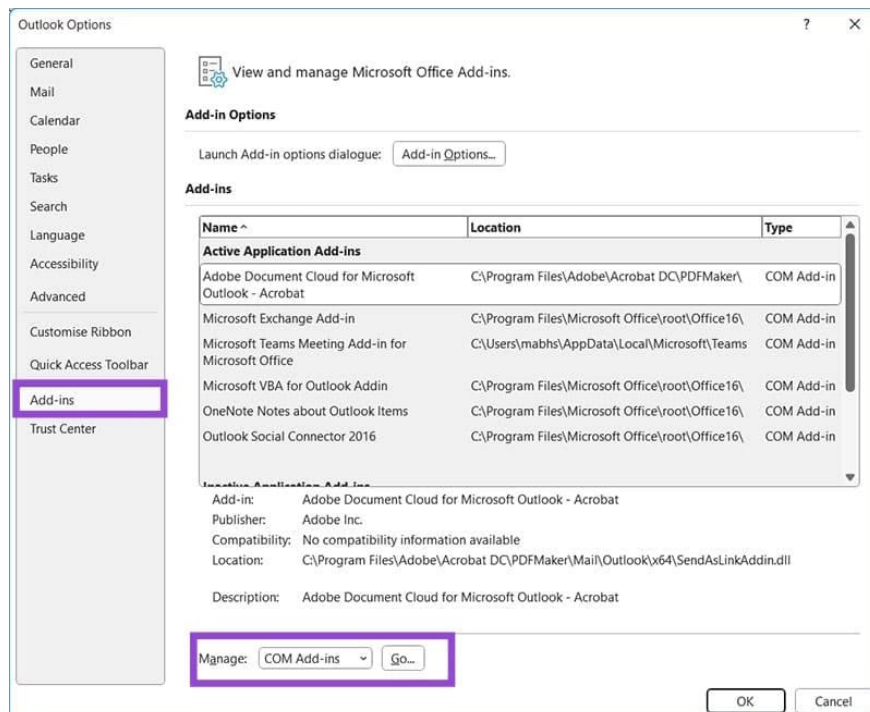 Outlook Options ?
General
Mail
Calendar
People
Tasks
Search
Language
Accessibility
Advanced
Customise Ribbon
Quick Access Toolbar
Add-ins
Trust Center
View and manage Microsoft Office Add-ins.
Add-in Options
Launch Add-in options dialogue: Add-in Options...
Add-ins
Name Location Type
Active Application Add-ins
Adobe Document Cloud for Microsoft C:\Program Files\Adobe\Acrobat DC\PDFMaker\ COM Add-in
Outlook - Acrobat
Microsoft Exchange Add-in C:\Program Files\Microsoft Office\root\Office16\ COM Add-in
Microsoft Teams Meeting Add-in for C:\Users\mabhs\AppData\Local\Microsoft\Teams COM Add-in
Microsoft Office
Microsoft VBA for Outlook Addin C:\Program Files\Microsoft Office\root\Office16\ COM Add-in
OneNote Notes about Outlook Items C:\Program Files\Microsoft Office\root\Office16\ COM Add-in
Outlook Social Connector 2016 C:\Program Files\Microsoft Office\root\Office16\ COM Add-in
Inactive Application Add-ins
Add-in: Adobe Document Cloud for Microsoft Outlook - Acrobat
Publisher: Adobe Inc.
Compatibility: No compatibility information available
Location: C:\Program Files\Adobe\Acrobat DC\PDFMaker\Mail\Outlook\x64\SendAsLinkAddin.dll
Description: Adobe Document Cloud for Microsoft Outlook - Acrobat
Manage: COM Add-ins Go...
OK Cancel